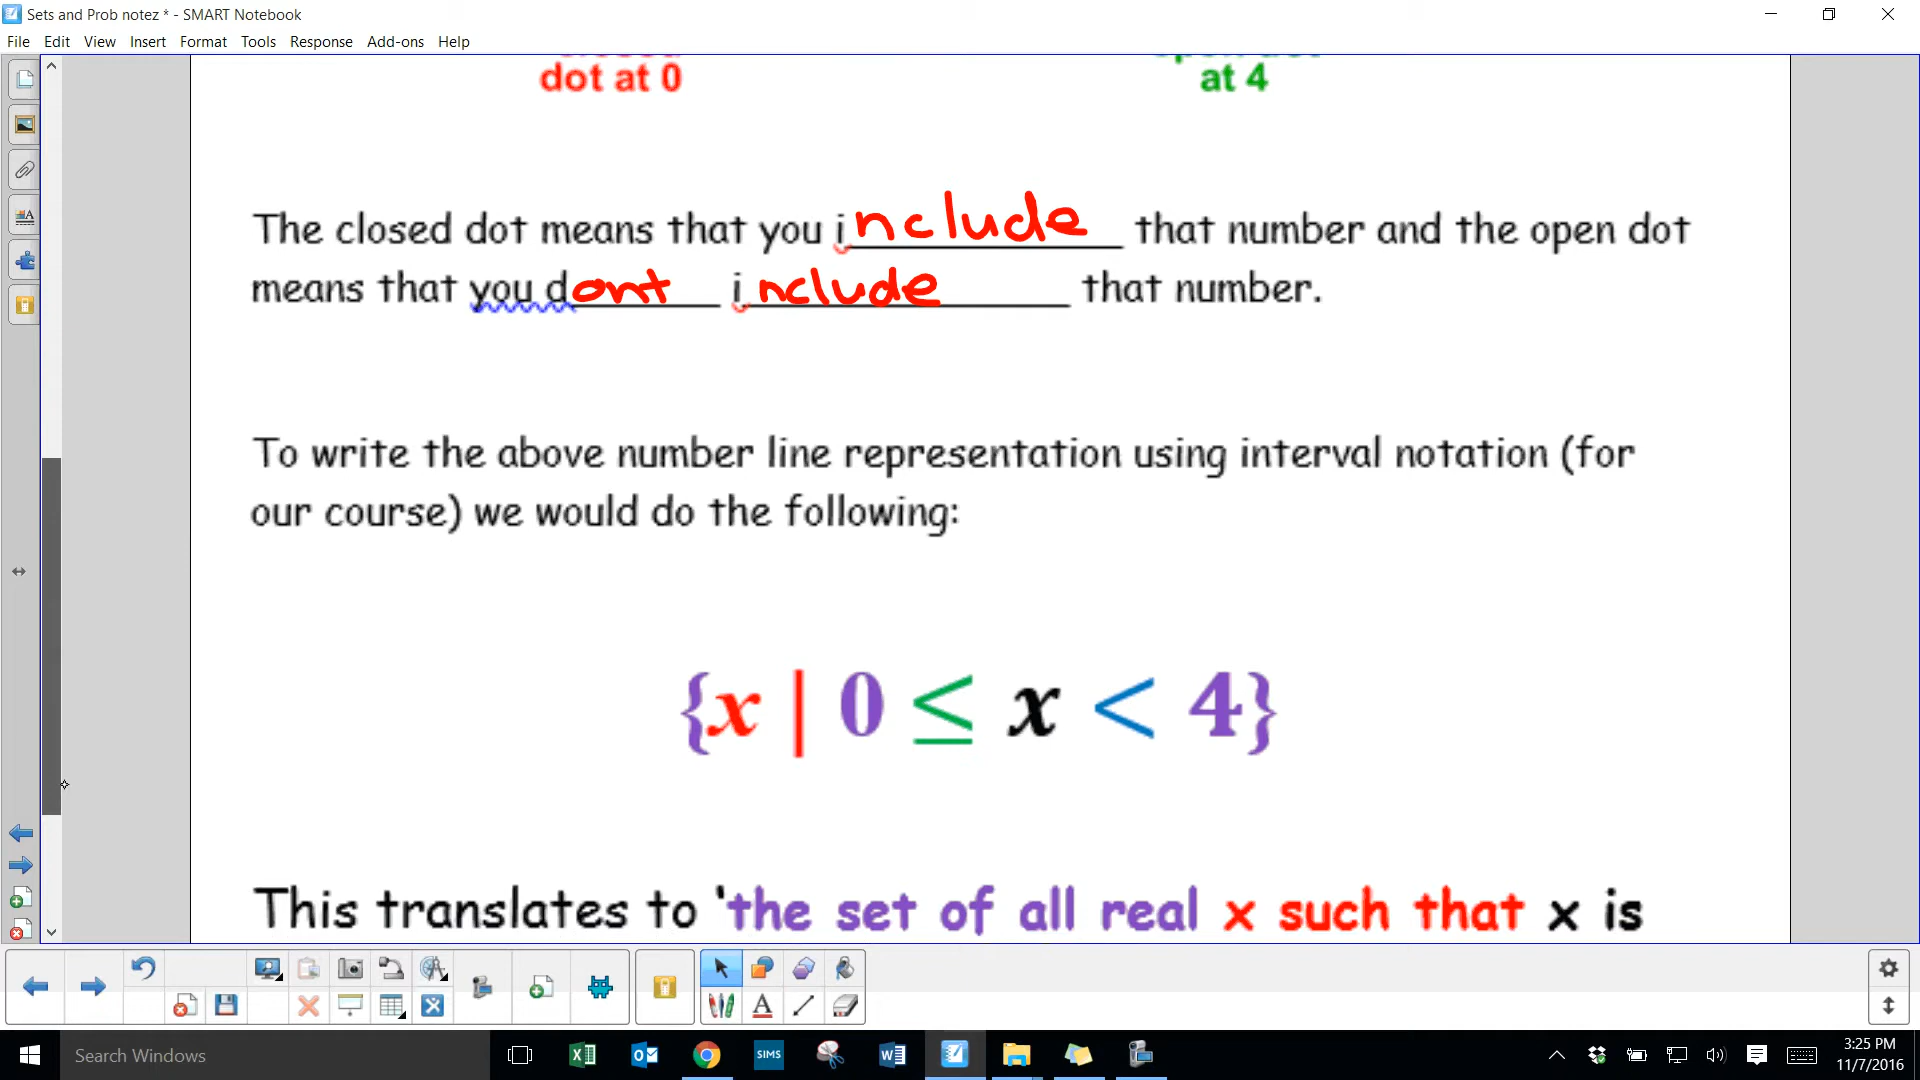 Sets and Prob notez * - SMART Notebook
File Edit View Insert Format Tools Response Add-ons Help
dot at 0
at 4
The closed dot means that you include that number and the open dot
means that you dont include that number.
To write the above number line representation using interval notation (for
our course) we would do the following:
{x | 0 ≤ x < 4}
This translates to 'the set of all real x such that x is
Search Windows
SIMS
3:25 PM
11/7/2016